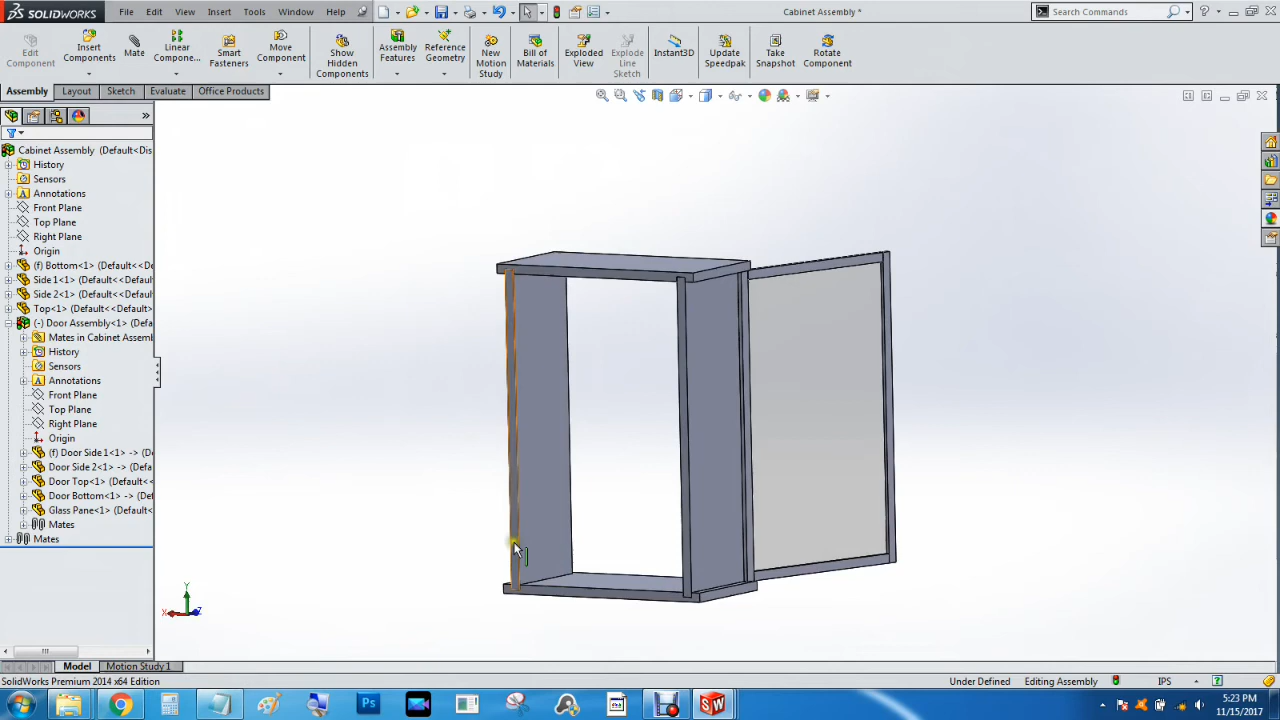 SOLIDWORKS
File Edit View Insert Tools Window Help
Cabinet Assembly *
Search Commands
Edit Component
Insert Components
Mate
Linear Compone...
Smart Fasteners
Move Component
Show Hidden Components
Assembly Features
Reference Geometry
New Motion Study
Bill of Materials
Exploded View
Explode Line Sketch
Instant3D
Update Speedpak
Take Snapshot
Rotate Component
Assembly Layout Sketch Evaluate Office Products
Cabinet Assembly (Default<Dis
History
Sensors
Annotations
Front Plane
Top Plane
Right Plane
Origin
(f) Bottom<1> (Default<<De
Side 1<1> (Default<<Default
Side 2<1> (Default<<Default
Top<1> (Default<<Default>
(-) Door Assembly<1> (Defa
Mates in Cabinet Assemb
History
Sensors
Annotations
Front Plane
Top Plane
Right Plane
Origin
(f) Door Side 1<1> -> (De
Door Side 2<1> -> (Defa
Door Top<1> (Default<<
Door Bottom<1> -> (Def
Glass Pane<1> (Default<
Mates
Mates
Y
X
Z
Model Motion Study 1
SolidWorks Premium 2014 x64 Edition
Under Defined Editing Assembly IPS
5:23 PM
11/15/2017